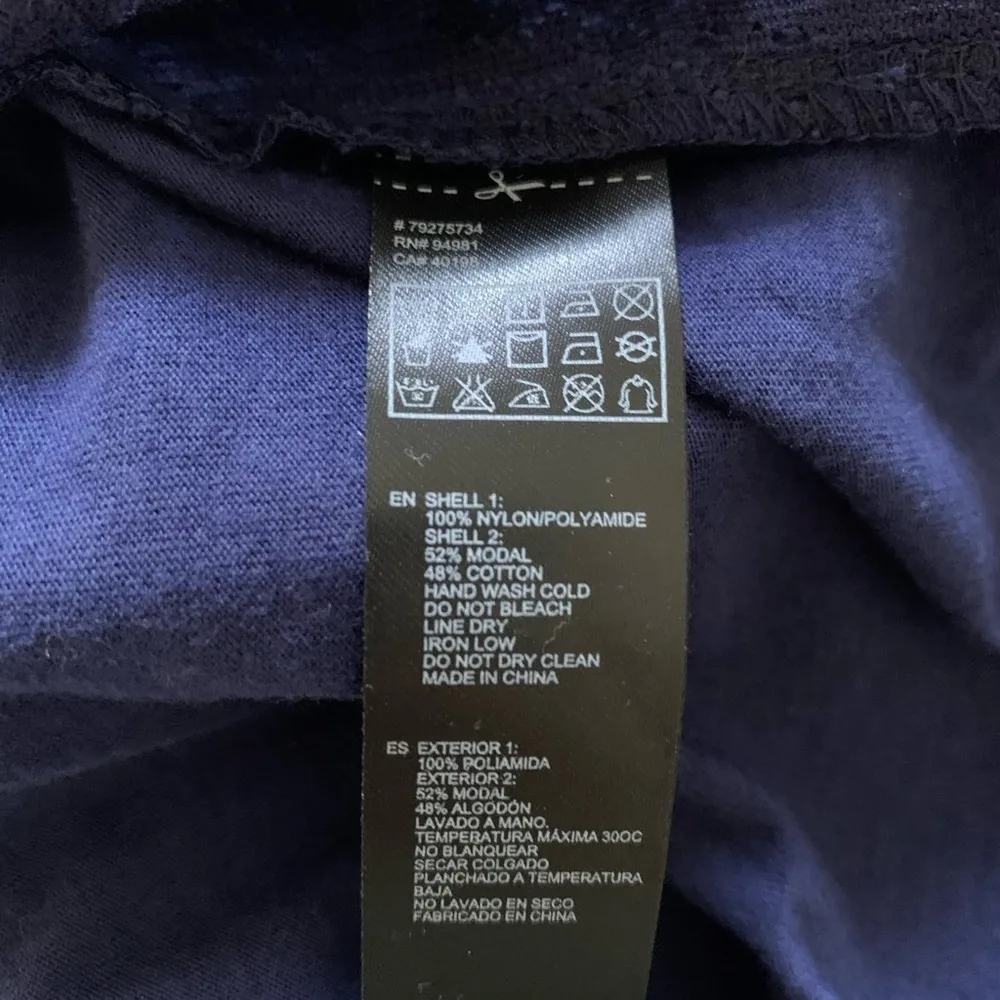 # 79275734
RN# 94981
CA#
EN SHELL 1:
100% NYLON/POLYAMIDE
SHELL 2:
52% MODAL
48% COTTON
HAND WASH COLD
DO NOT BLEACH
LINE DRY
IRON LOW
DO NOT DRY CLEAN
MADE IN CHINA
ES EXTERIOR 1:
100% POLIAMIDA
EXTERIOR 2:
52% MODAL
48% ALGODÓN
LAVADO A MANO.
TEMPERATURA MÁXIMA 30OC
NO BLANQUEAR
SECAR COLGADO
PLANCHADO A TEMPERATURA
BAJA
NO LAVADO EN SECO
FABRICADO EN CHINA